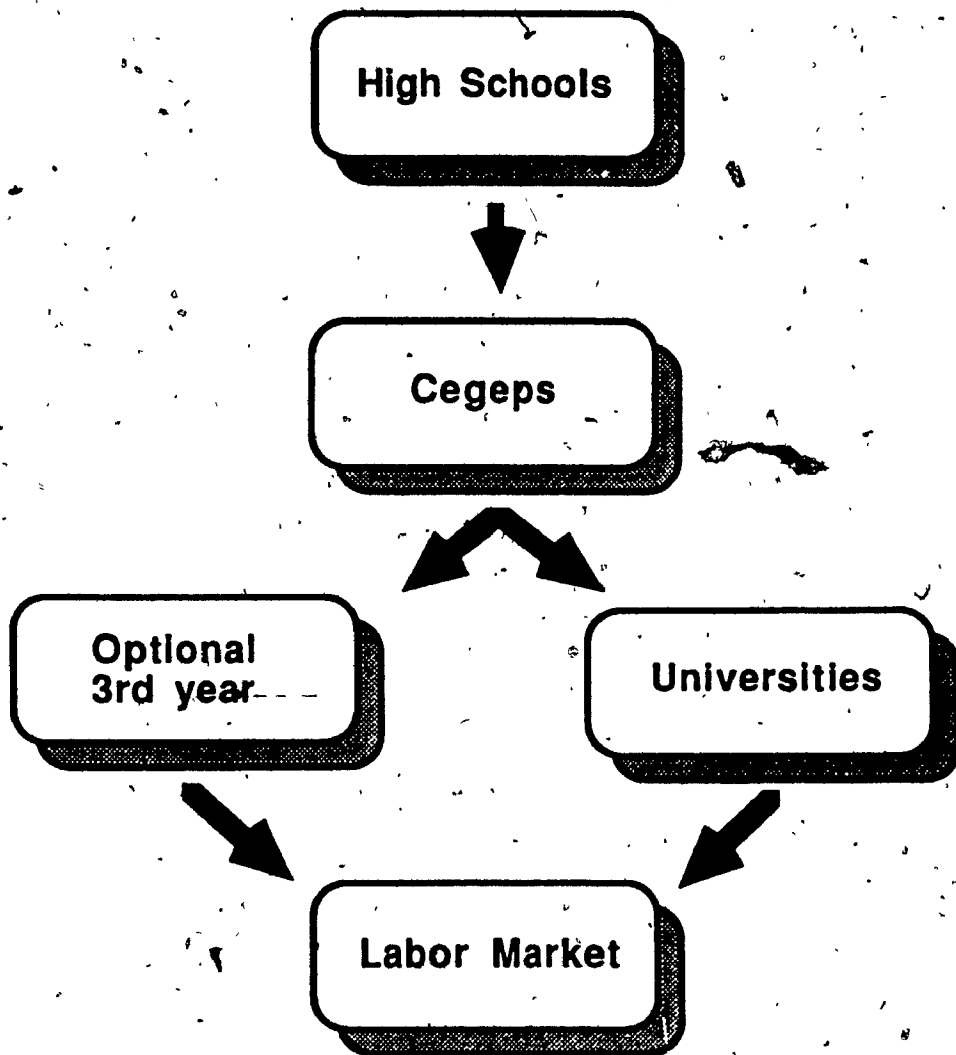 High Schools
Cegeps
Optional
3rd year
Universities
Labor Market